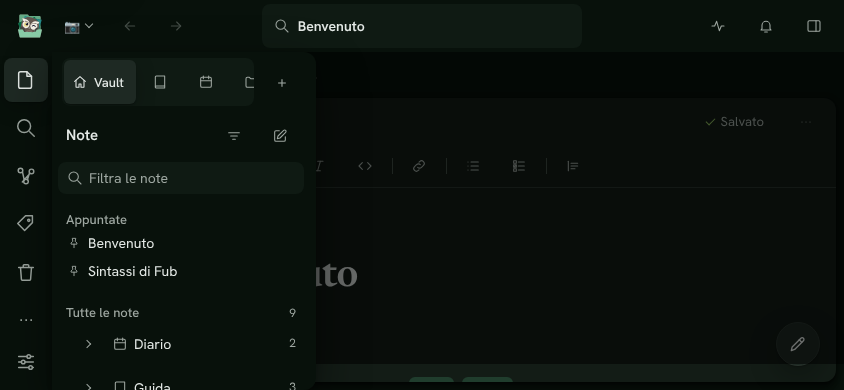 Benvenuto
Vault
Note
Salvato
Filtra le note
Appuntate
Benvenuto
Sintassi di Fub
uto
Tutte le note 9
Diario 2
Guida 3